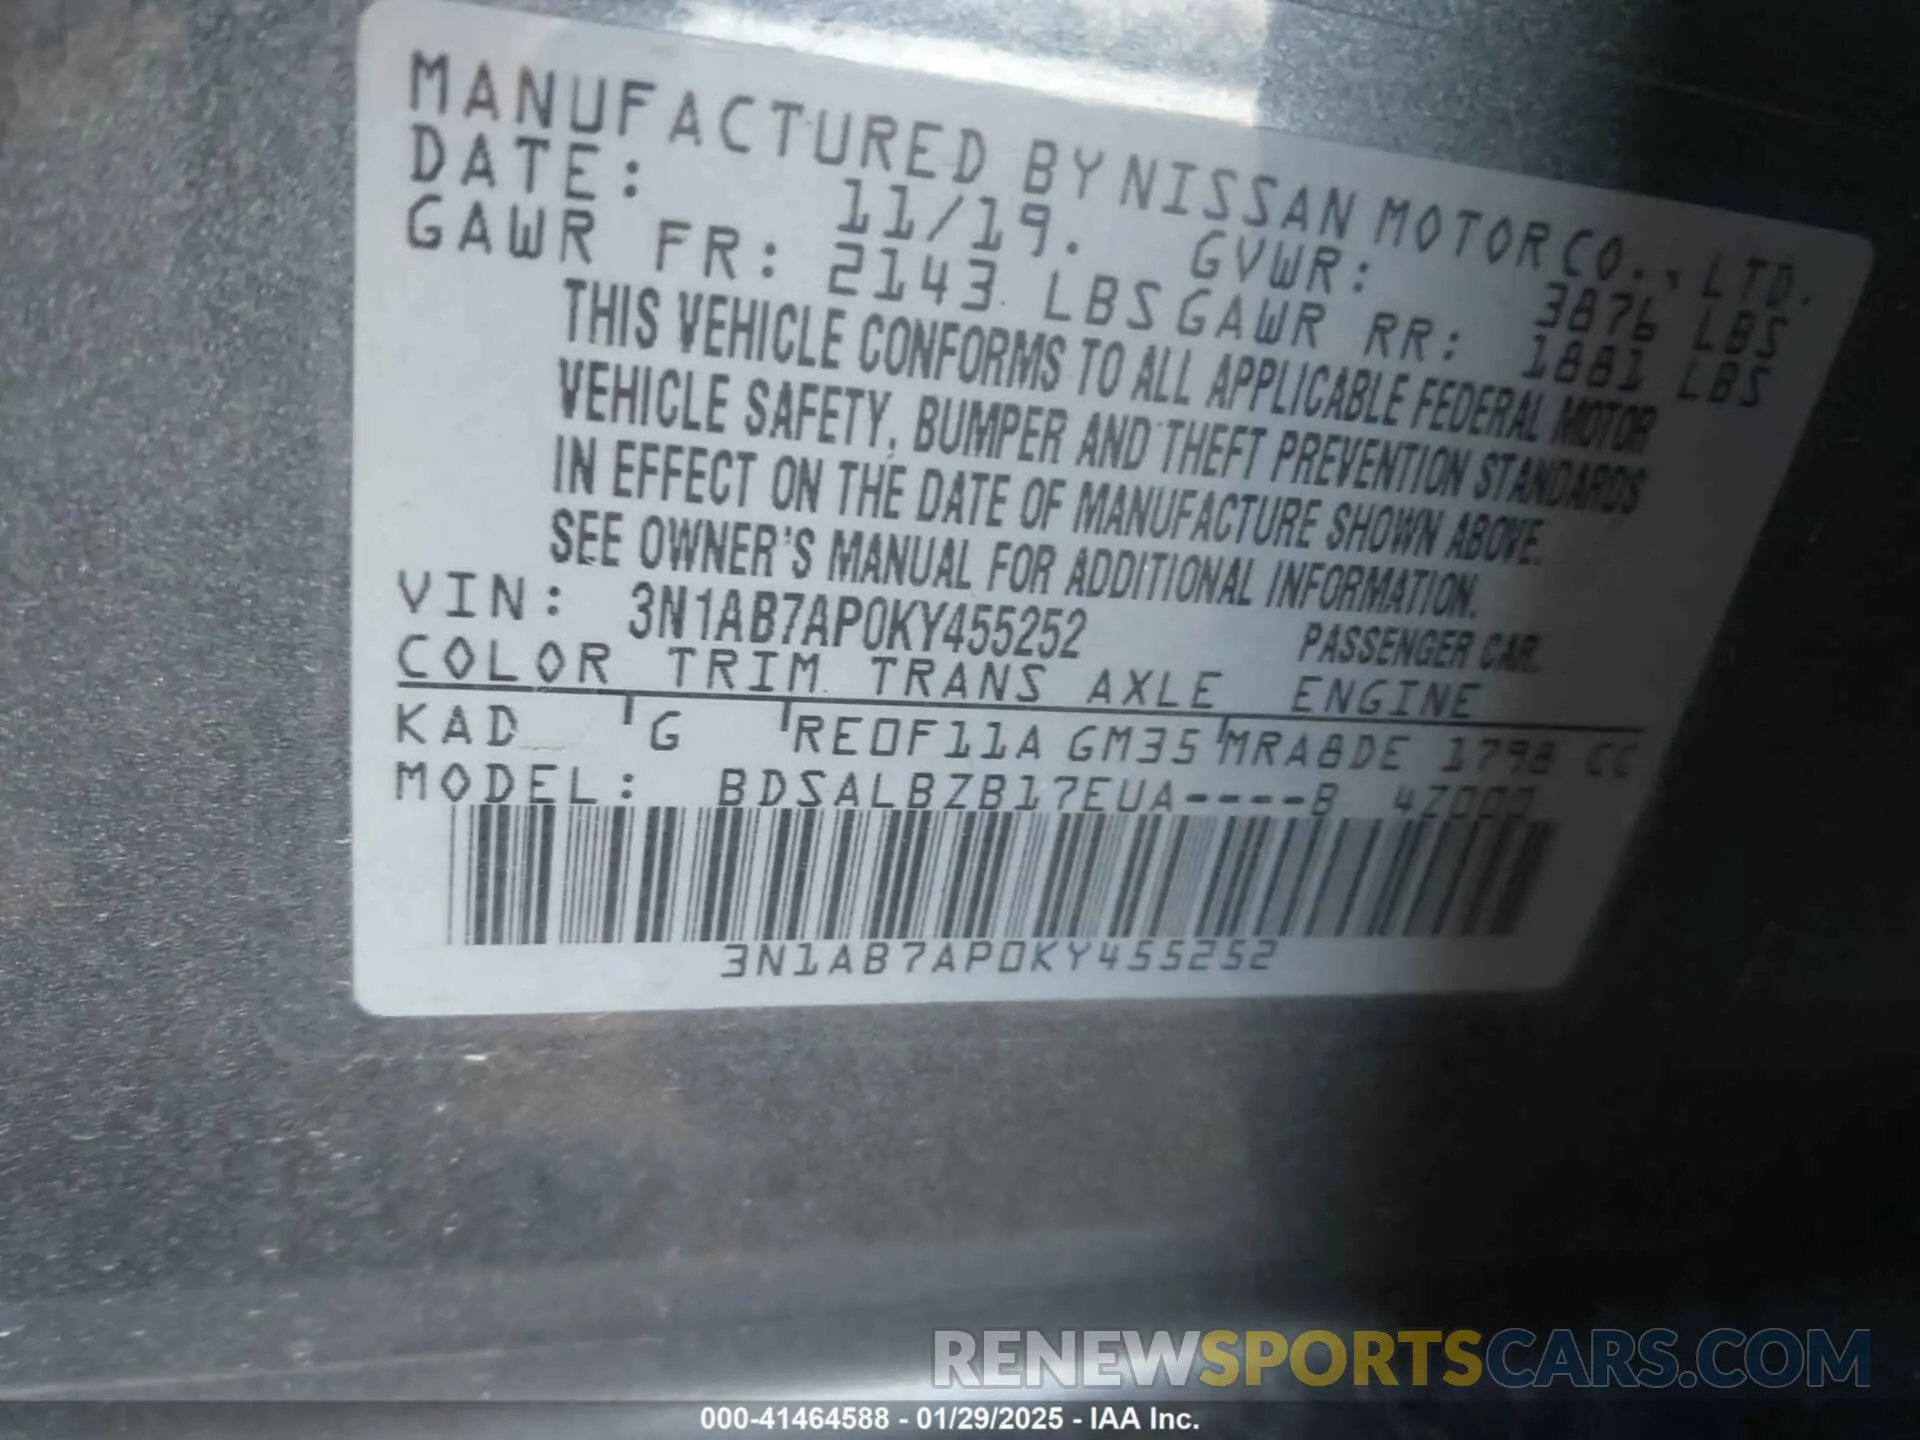 MANUFACTURED BY NISSAN MOTOR CO., LTD.
DATE: 11/19. GVWR: 3876 LBS
GAWR FR: 2143 LBS GAWR RR: 1881 LBS
THIS VEHICLE CONFORMS TO ALL APPLICABLE FEDERAL MOTOR
VEHICLE SAFETY, BUMPER AND THEFT PREVENTION STANDARDS
IN EFFECT ON THE DATE OF MANUFACTURE SHOWN ABOVE.
SEE OWNER'S MANUAL FOR ADDITIONAL INFORMATION.
VIN: 3N1AB7AP0KY455252 PASSENGER CAR.
COLOR TRIM TRANS AXLE ENGINE
KAD G RE0F11A GM35 MRA8DE 1798 CC
MODEL: BDSALBZB17EUA----B 4Z000
3N1AB7AP0KY455252
RENEWSPORTSCARS.COM
000-41464588 - 01/29/2025 - IAA Inc.